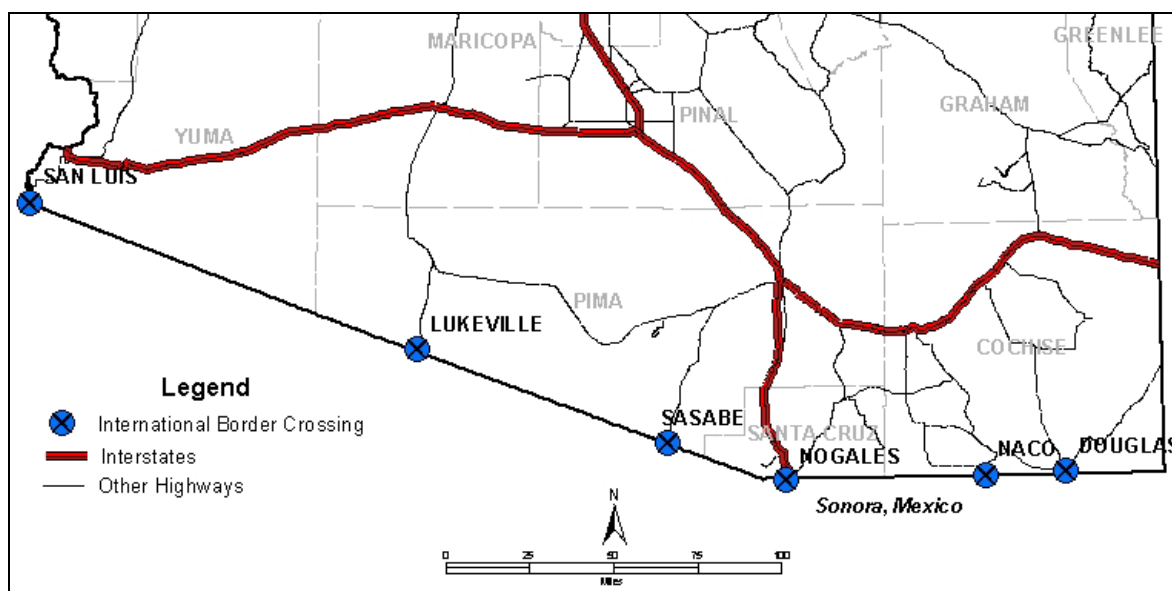 MARICOPA
GREENLEE
GRAHAM
PINAL
YUMA
SAN LUIS
PIMA
LUKEVILLE
COCHISE
Legend
International Border Crossing
Interstates
Other Highways
SASABE
SANTA CRUZ
NOGALES
NACO
DOUGLAS
Sonora, Mexico
N
0 25 50 75 100
Miles